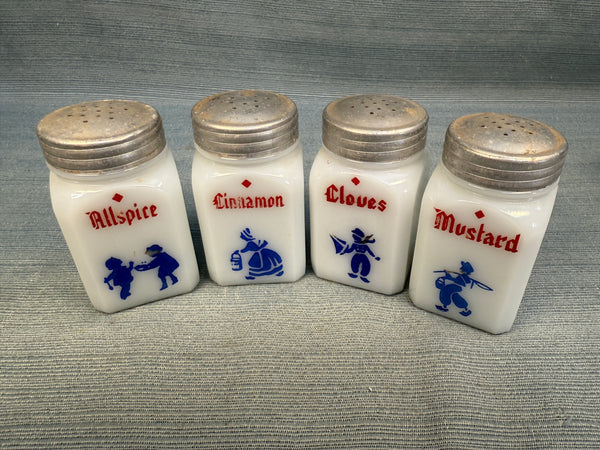 Allspice
Cinnamon
Cloves
Mustard